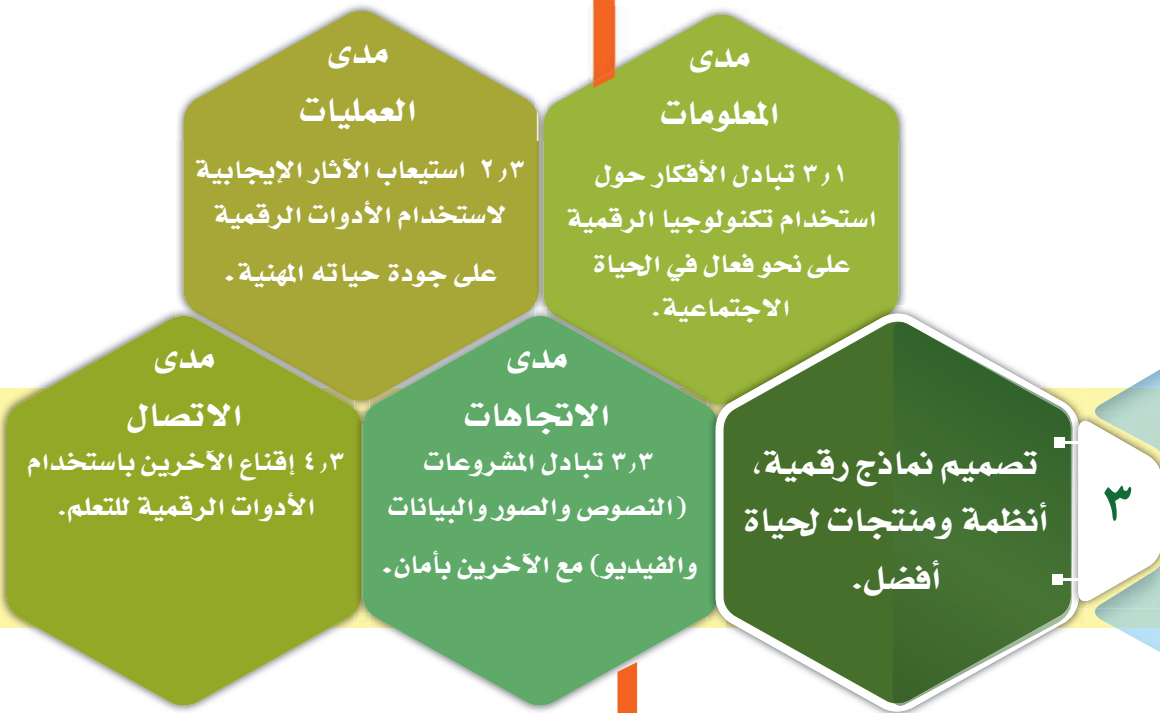 ٣
تصميم نماذج رقمية،
أنظمة ومنتجات لحياة
أفضل.
مدى
المعلومات
٣٫١ تبادل الأفكار حول
استخدام تكنولوجيا الرقمية
على نحو فعال في الحياة
الاجتماعية.
مدى
العمليات
٢٫٣ استيعاب الآثار الإيجابية
لاستخدام الأدوات الرقمية
على جودة حياته المهنية.
مدى
الاتجاهات
٣٫٣ تبادل المشروعات
(النصوص والصور والبيانات
والفيديو) مع الآخرين بأمان.
مدى
الاتصال
٤٫٣ إقناع الآخرين باستخدام
الأدوات الرقمية للتعلم.